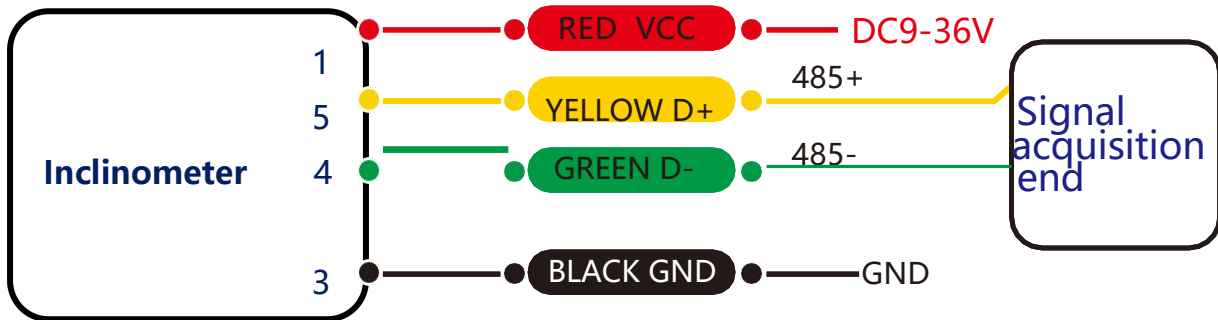 RED VCC
DC9-36V
1
485+
YELLOW D+
5
Signal
acquisition
end
485-
Inclinometer
4
GREEN D-
3
BLACK GND
GND